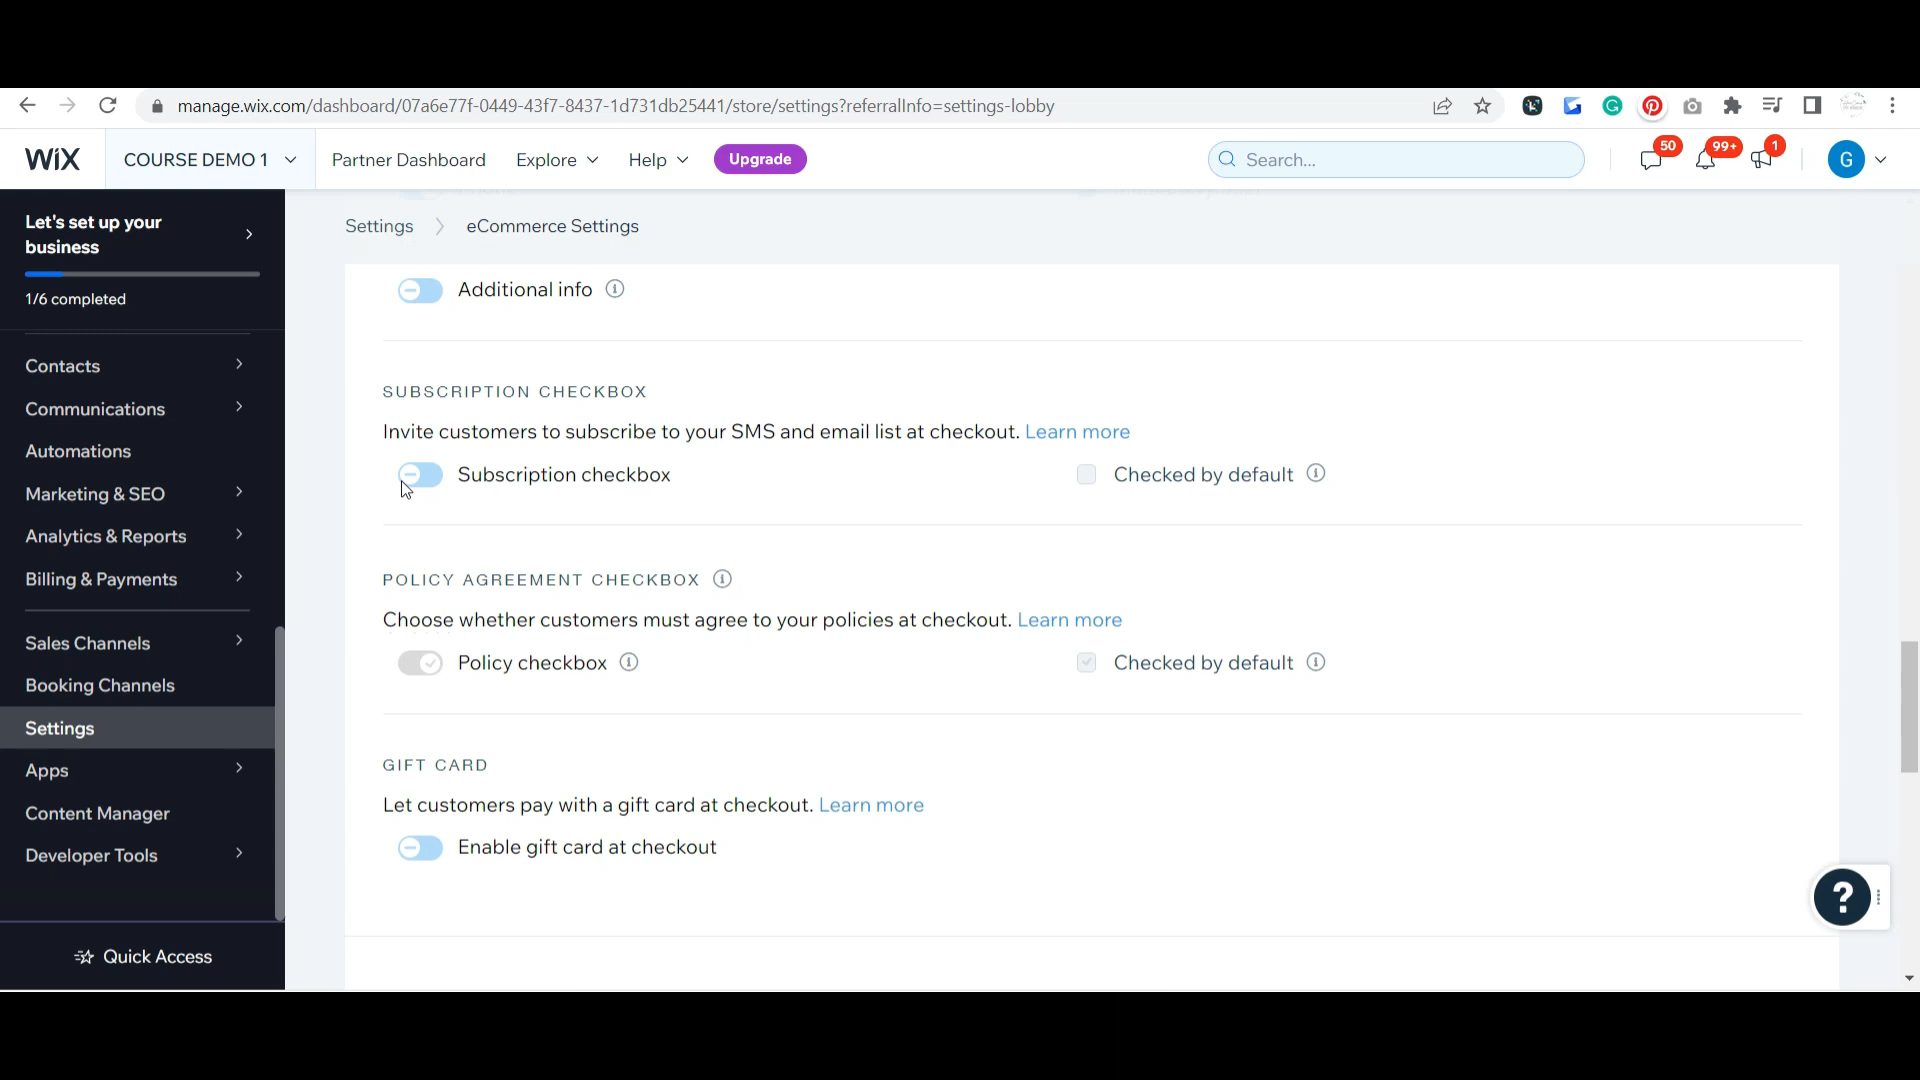 manage.wix.com/dashboard/07a6e77f-0449-43f7-8437-1d731db25441/store/settings?referralInfo=settings-lobby
WiX
COURSE DEMO 1
Partner Dashboard
Explore
Help
Upgrade
Search...
50
99+
1
G
Let's set up your
business
1/6 completed
Contacts
Communications
Automations
Marketing & SEO
Analytics & Reports
Billing & Payments
Sales Channels
Booking Channels
Settings
Apps
Content Manager
Developer Tools
Quick Access
Settings
eCommerce Settings
Additional info
SUBSCRIPTION CHECKBOX
Invite customers to subscribe to your SMS and email list at checkout. Learn more
Subscription checkbox
Checked by default
POLICY AGREEMENT CHECKBOX
Choose whether customers must agree to your policies at checkout. Learn more
Policy checkbox
Checked by default
GIFT CARD
Let customers pay with a gift card at checkout. Learn more
Enable gift card at checkout
?